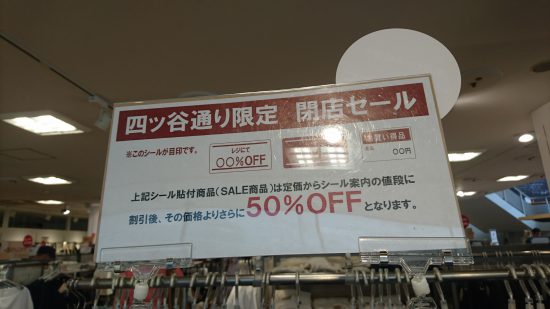 四ッ谷通り限定 閉店セール
※このシールが目印です。
レジにて
○○%OFF
お買い得品
○○円
上記シール貼付商品(SALE商品)は定価からシール案内の値段に
割引後、その価格よりさらに50%OFFとなります。